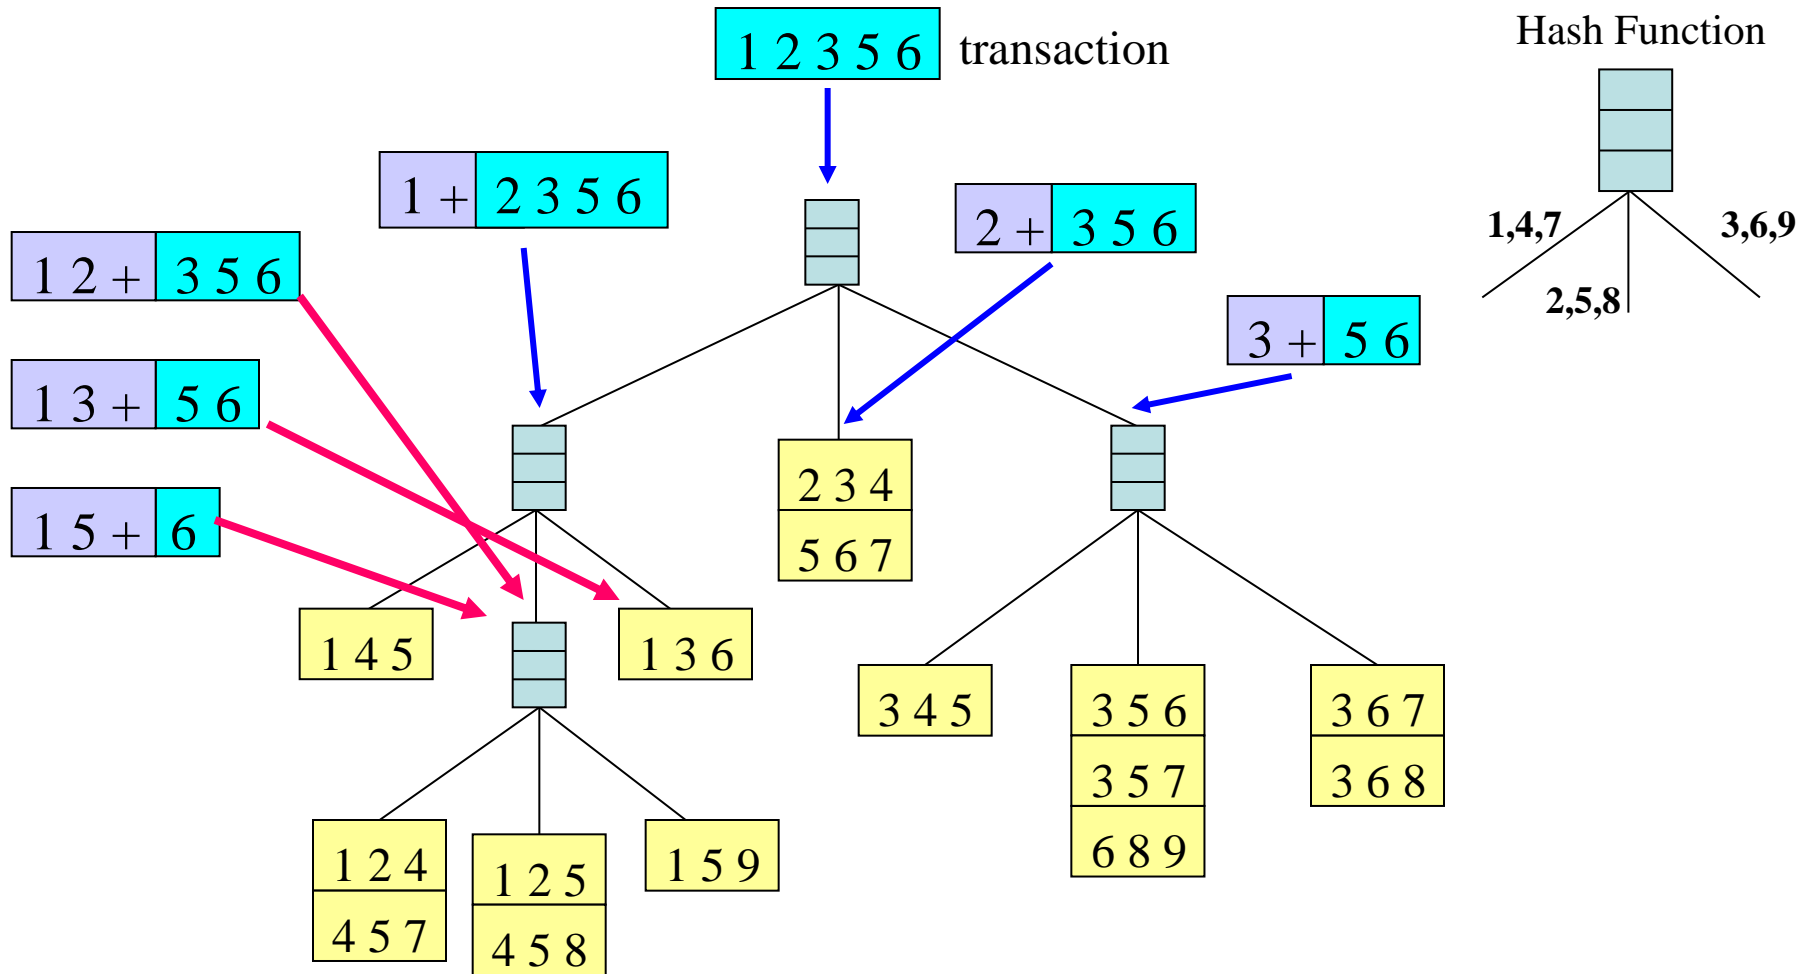 1 2 3 5 6 transaction
Hash Function
1,4,7
2,5,8
3,6,9
1 + 2 3 5 6
2 + 3 5 6
3 + 5 6
1 2 + 3 5 6
1 3 + 5 6
1 5 + 6
2 3 4
5 6 7
1 4 5
1 3 6
3 4 5
3 5 6
3 5 7
6 8 9
3 6 7
3 6 8
1 2 4
4 5 7
1 2 5
4 5 8
1 5 9